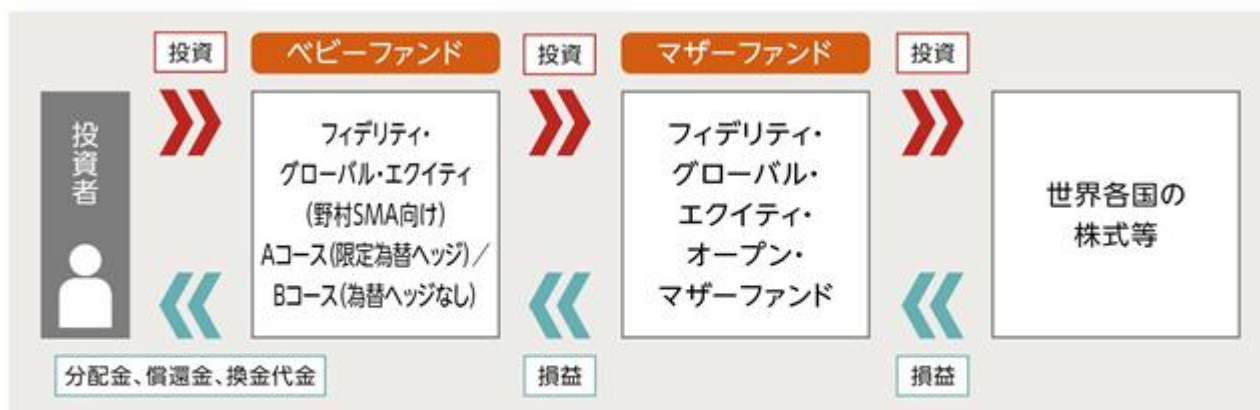 投資
ベビーファンド
投資
マザーファンド
投資
投資者
フィデリティ・
グローバル・エクイティ
(野村SMA向け)
Aコース(限定為替ヘッジ)／
Bコース(為替ヘッジなし)
フィデリティ・
グローバル・
エクイティ・
オープン・
マザーファンド
世界各国の
株式等
分配金、償還金、換金代金
損益
損益